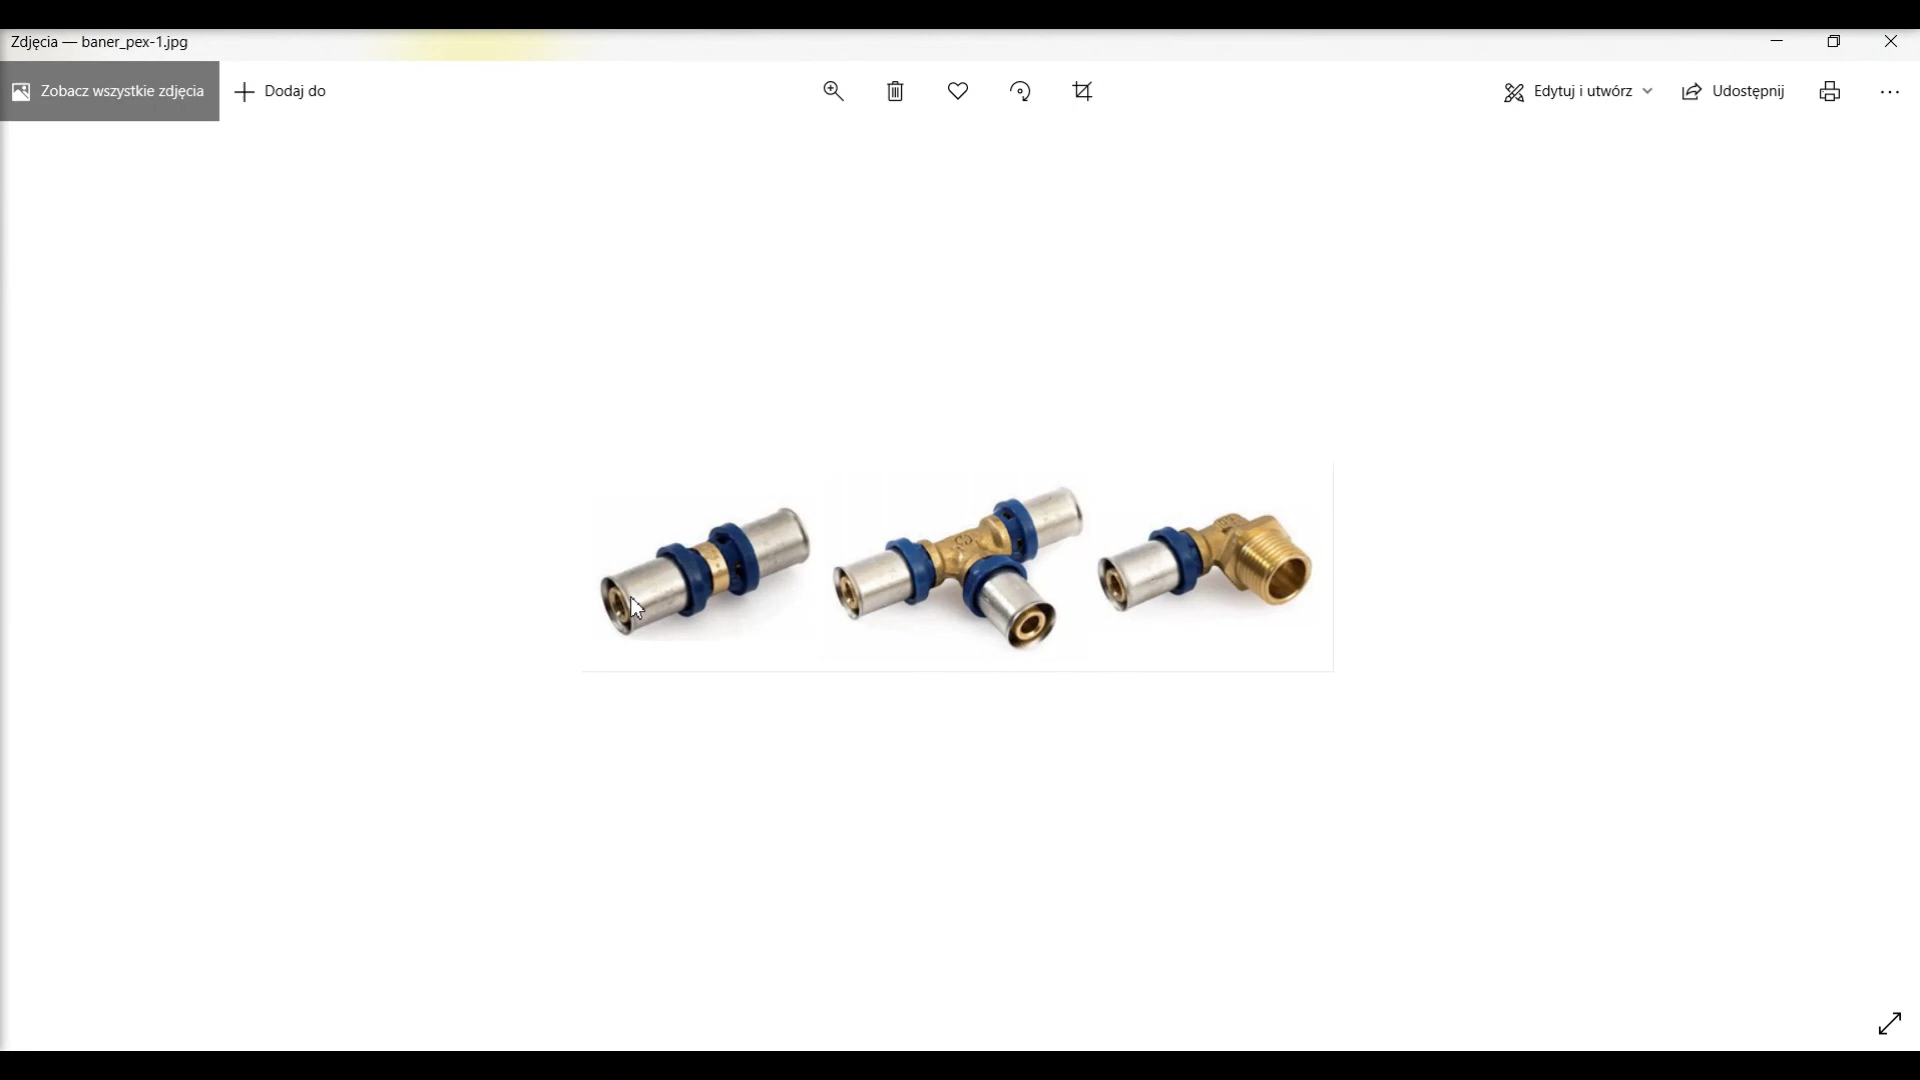 Zdjęcia — baner_pex-1.jpg
Zobacz wszystkie zdjęcia
Dodaj do
Edytuj i utwórz
Udostępnij